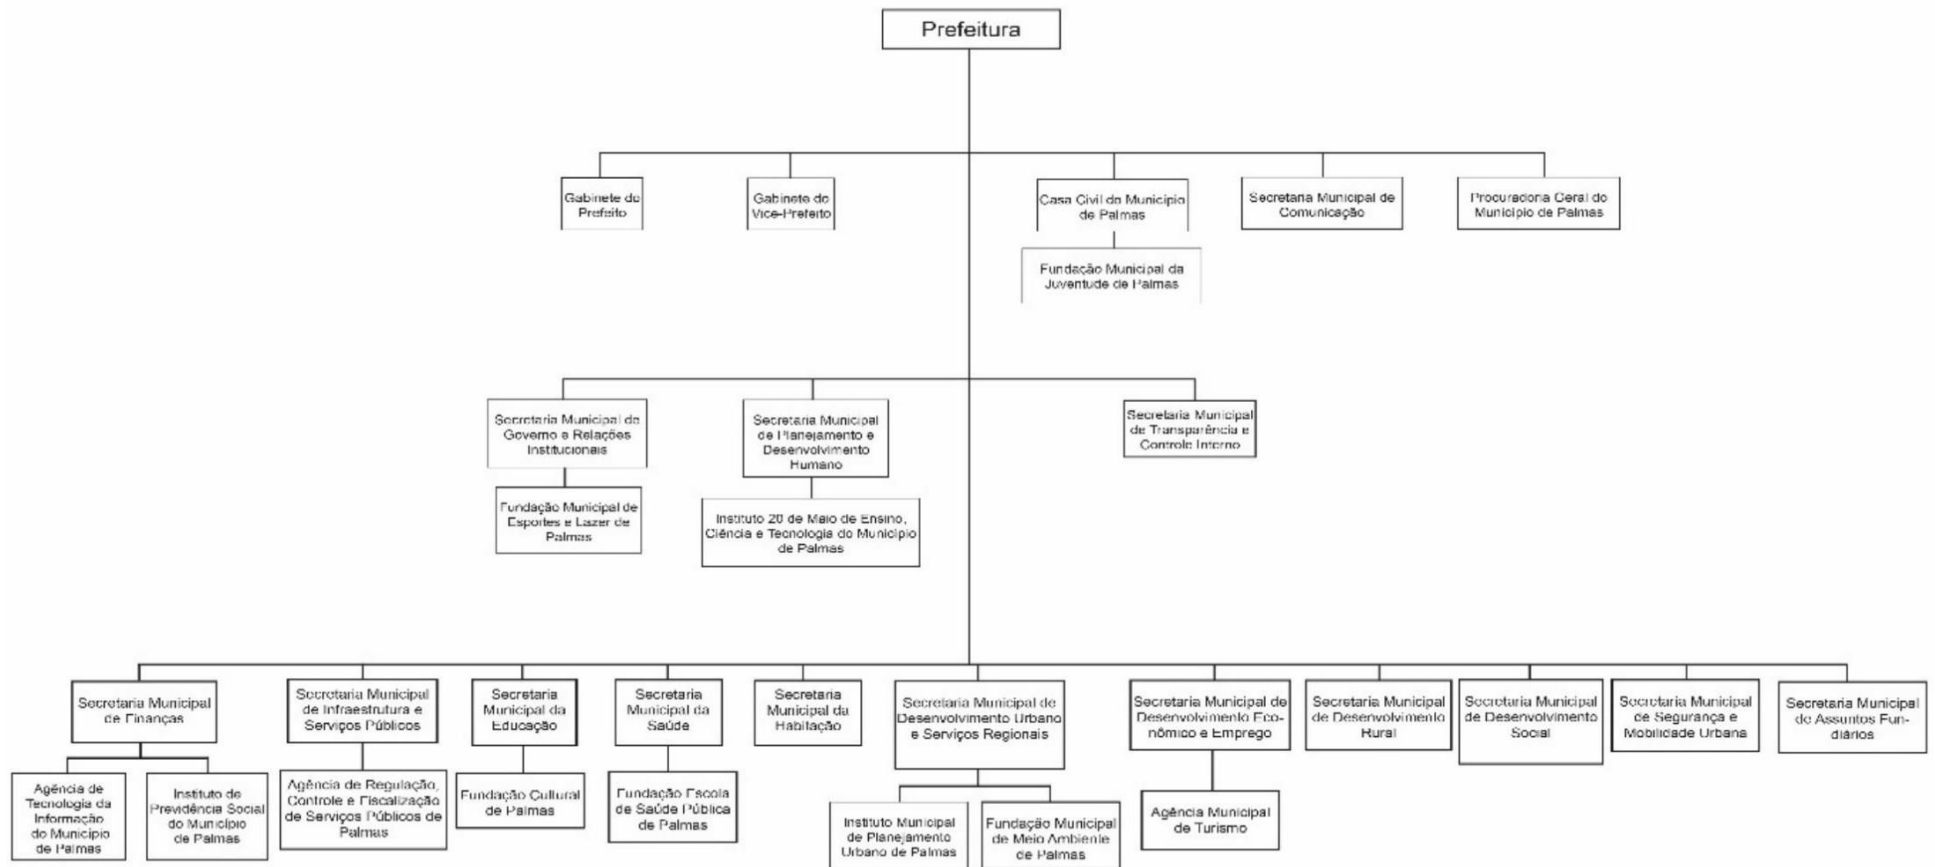 Prefeitura
Gabinete do
Prefeito
Gabinete do
Vice-Prefeito
Casa Civil do Município
de Palmas
Secretaria Municipal de
Comunicação
Procuradoria Geral do
Município de Palmas
Fundação Municipal da
Juventude de Palmas
Secretaria Municipal de
Governo e Relações
Institucionais
Secretaria Municipal
de Planejamento e
Desenvolvimento
Humano
Secretaria Municipal
de Transparência e
Controle Interno
Fundação Municipal de
Esportes e Lazer de
Palmas
Instituto 20 de Maio de Ensino,
Ciência e Tecnologia do Município
de Palmas
Secretaria Municipal
de Finanças
Secretaria Municipal
de Infraestrutura e
Serviços Públicos
Secretaria
Municipal da
Educação
Secretaria
Municipal da
Saúde
Secretaria
Municipal da
Habitação
Secretaria Municipal de
Desenvolvimento Urbano
e Serviços Regionais
Secretaria Municipal de
Desenvolvimento Eco-
nômico e Emprego
Secretaria Municipal
de Desenvolvimento
Rural
Secretaria Municipal
de Desenvolvimento
Social
Secretaria Municipal
de Segurança e
Mobilidade Urbana
Secretaria Municipal
de Assuntos Fun-
diários
Agência de
Tecnologia da
Informação
do Município
de Palmas
Instituto de
Previdência Social
do Município
de Palmas
Agência de Regulação,
Controle e Fiscalização
de Serviços Públicos de
Palmas
Fundação Cultural
de Palmas
Fundação Escola
de Saúde Pública
de Palmas
Instituto Municipal
de Planejamento
Urbano de Palmas
Fundação Municipal
de Meio Ambiente
de Palmas
Agência Municipal
de Turismo